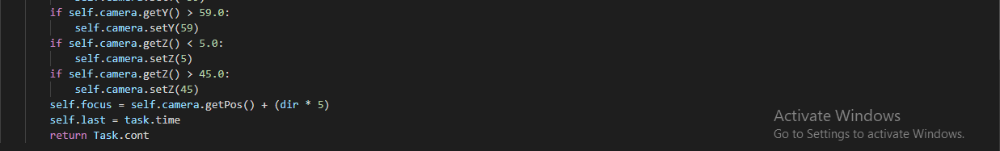 if self.camera.getY() > 59.0:
self.camera.setY(59)
if self.camera.getZ() < 5.0:
self.camera.setZ(5)
if self.camera.getZ() > 45.0:
self.camera.setZ(45)
self.focus = self.camera.getPos() + (dir * 5)
self.last = task.time
return Task.cont
Activate Windows
Go to Settings to activate Windows.